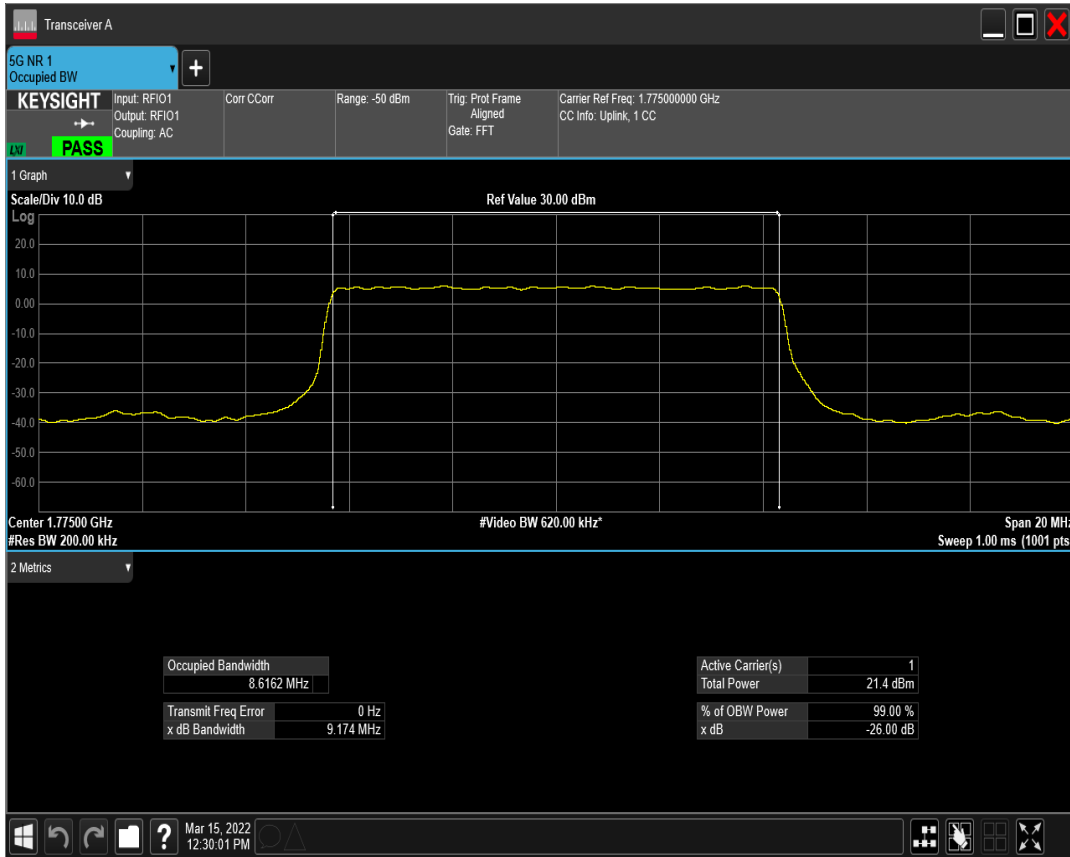 Transceiver A
5G NR 1
Occupied BW
KEYSIGHT
LXI
PASS
Input: RFIO1
Output: RFIO1
Coupling: AC
Corr CCorr
Range: -50 dBm
Trig: Prot Frame
Aligned
Gate: FFT
Carrier Ref Freq: 1.775000000 GHz
CC Info: Uplink, 1 CC
1 Graph
Scale/Div 10.0 dB
Ref Value 30.00 dBm
Log
20.0
10.0
0.00
-10.0
-20.0
-30.0
-40.0
-50.0
-60.0
Center 1.77500 GHz
#Video BW 620.00 kHz*
Span 20 MHz
#Res BW 200.00 kHz
Sweep 1.00 ms (1001 pts
2 Metrics
Occupied Bandwidth
8.6162 MHz
Transmit Freq Error 0 Hz
x dB Bandwidth 9.174 MHz
Active Carrier(s) 1
Total Power 21.4 dBm
% of OBW Power 99.00 %
x dB -26.00 dB
Mar 15, 2022
12:30:01 PM